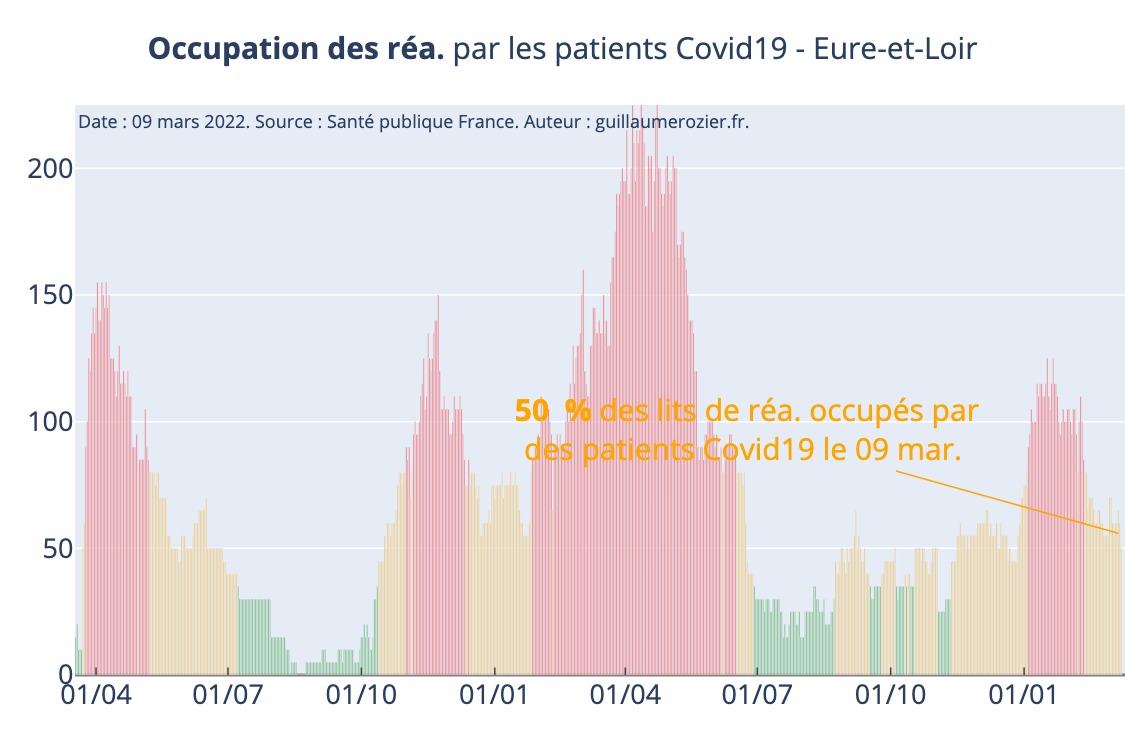 Occupation des réa. par les patients Covid19 - Eure-et-Loir
Date : 09 mars 2022. Source : Santé publique France. Auteur : guillaumerozier.fr.
200
150
100
50
0
50 % des lits de réa. occupés par
des patients Covid19 le 09 mar.
01/04 01/07 01/10 01/01 01/04 01/07 01/10 01/01